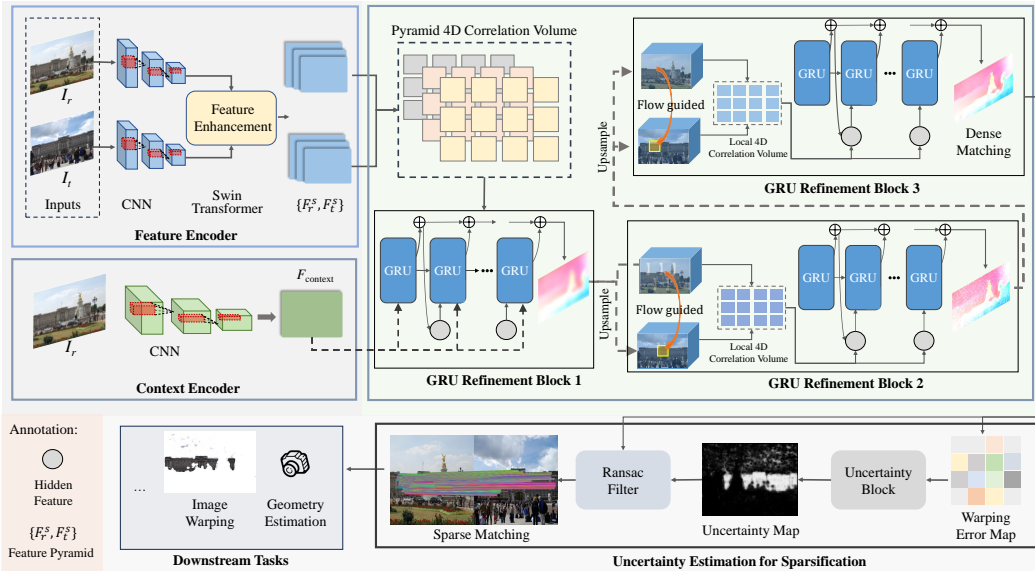 I_r
I_t
Inputs
CNN
Feature
Enhancement
Swin
Transformer
{F_r^s, F_t^s}
Feature Encoder
I_r
CNN
F_context
Context Encoder
Pyramid 4D Correlation Volume
GRU
GRU
•••
GRU
GRU Refinement Block 1
Upsample
Flow guided
Local 4D
Correlation Volume
GRU
GRU
•••
GRU
GRU Refinement Block 2
Upsample
Flow guided
Local 4D
Correlation Volume
GRU
GRU
•••
GRU
Dense
Matching
GRU Refinement Block 3
Annotation:
Hidden
Feature
{F_r^s, F_t^s}
Feature Pyramid
...
Image
Warping
Geometry
Estimation
Downstream Tasks
Sparse Matching
Ransac
Filter
Uncertainty Map
Uncertainty
Block
Warping
Error Map
Uncertainty Estimation for Sparsification